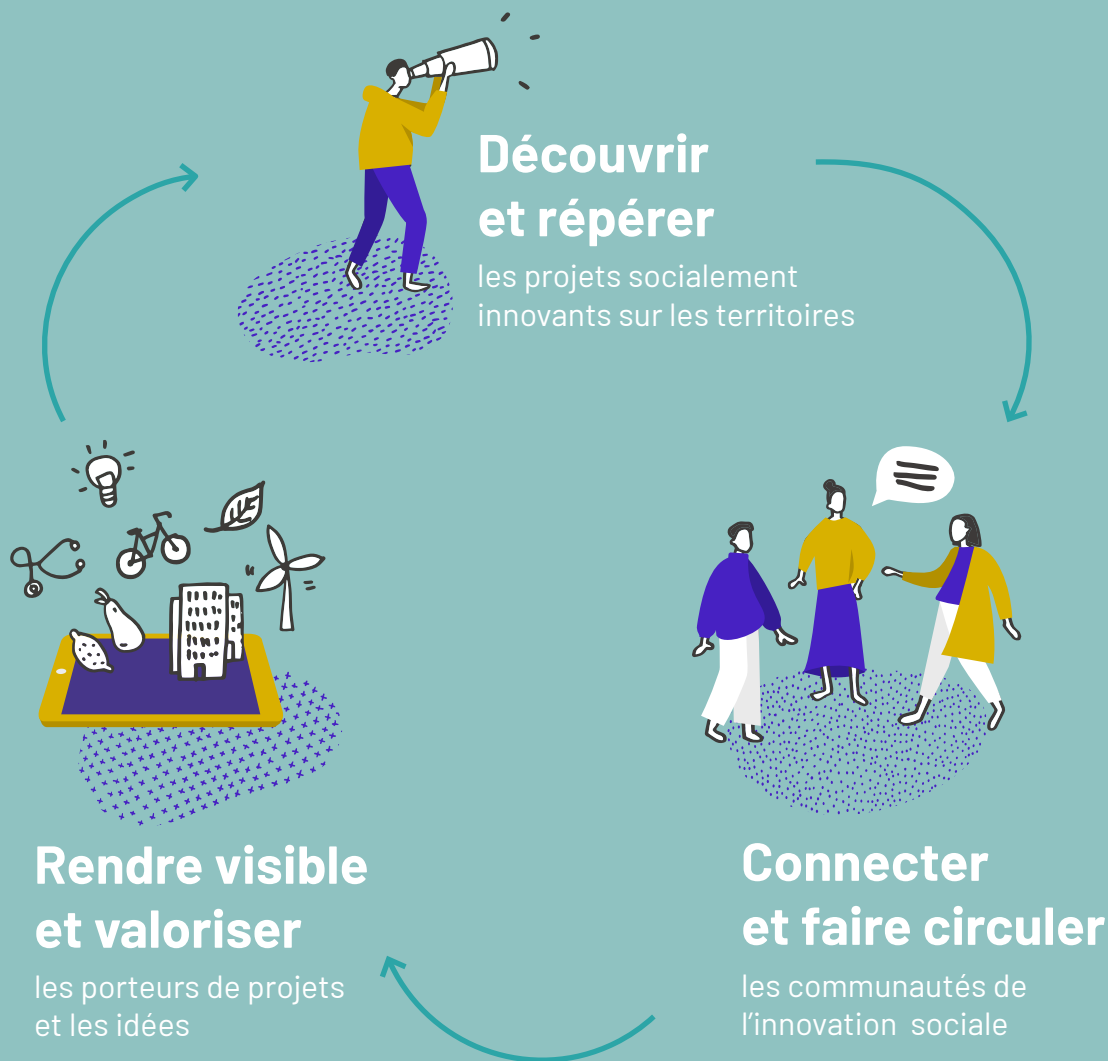 Découvrir
et répérer
les projets socialement
innovants sur les territoires
Connecter
et faire circuler
les communautés de
l'innovation sociale
Rendre visible
et valoriser
les porteurs de projets
et les idées